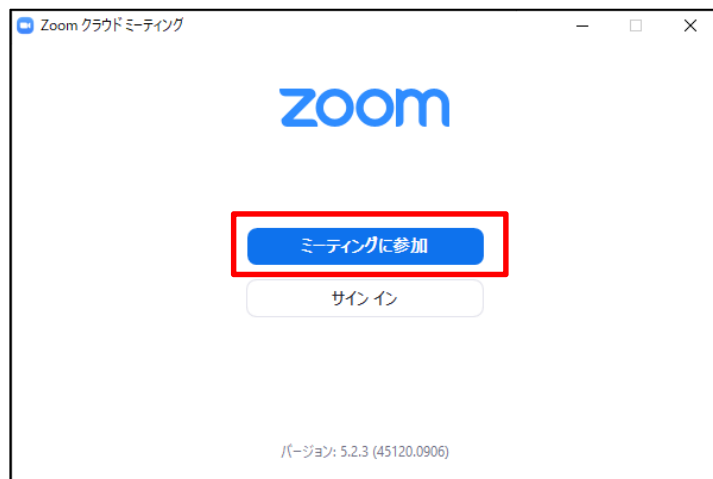 Zoom クラウド ミーティング
zoom
ミーティングに参加
サイン イン
バージョン: 5.2.3 (45120.0906)